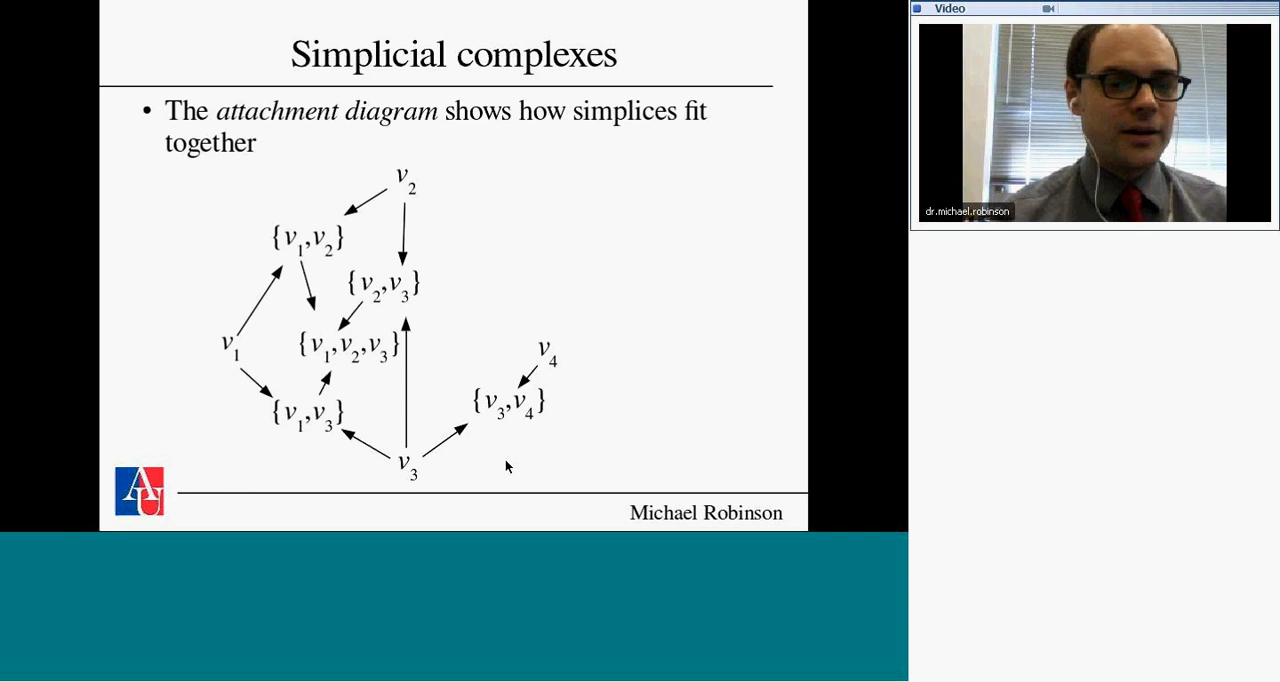 Simplicial complexes
• The attachment diagram shows how simplices fit
together
v2
{v1,v2}
{v2,v3}
v1
{v1,v2,v3}
v4
{v1,v3}
{v3,v4}
v3
AU
Michael Robinson
Video
dr.michael.robinson